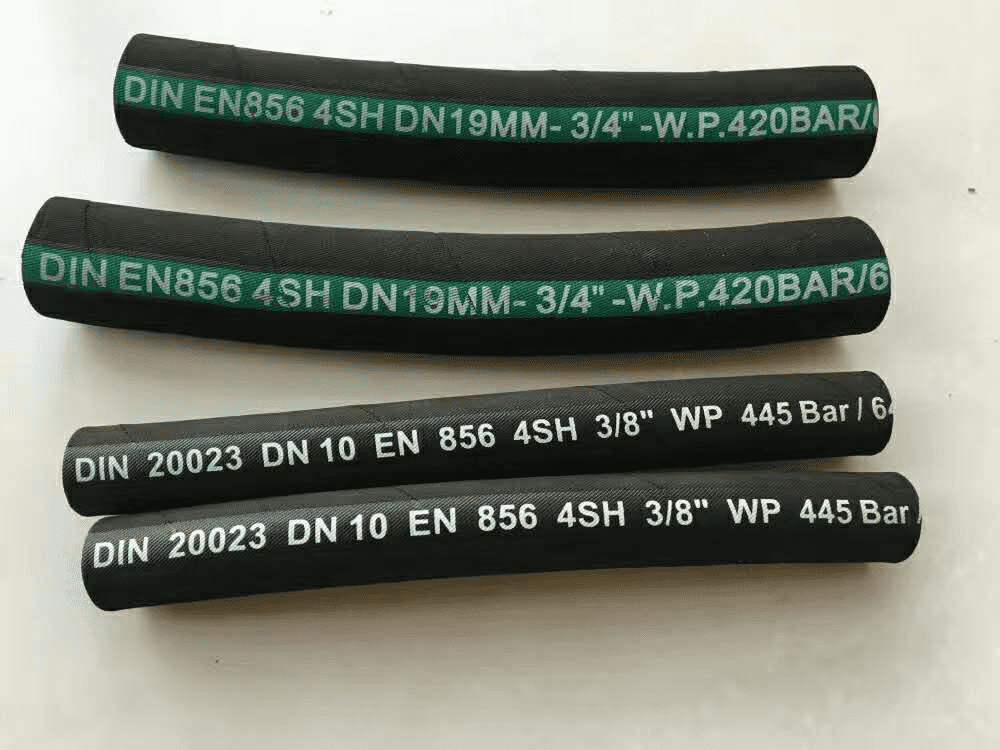 DIN EN856 4SH DN19MM- 3/4" -W.P.420BAR/
DIN EN856 4SH DN19MM- 3/4" -W.P.420BAR/6
DIN 20023 DN 10 EN 856 4SH 3/8" WP 445 Bar / 64
DIN 20023 DN 10 EN 856 4SH 3/8" WP 445 Bar /